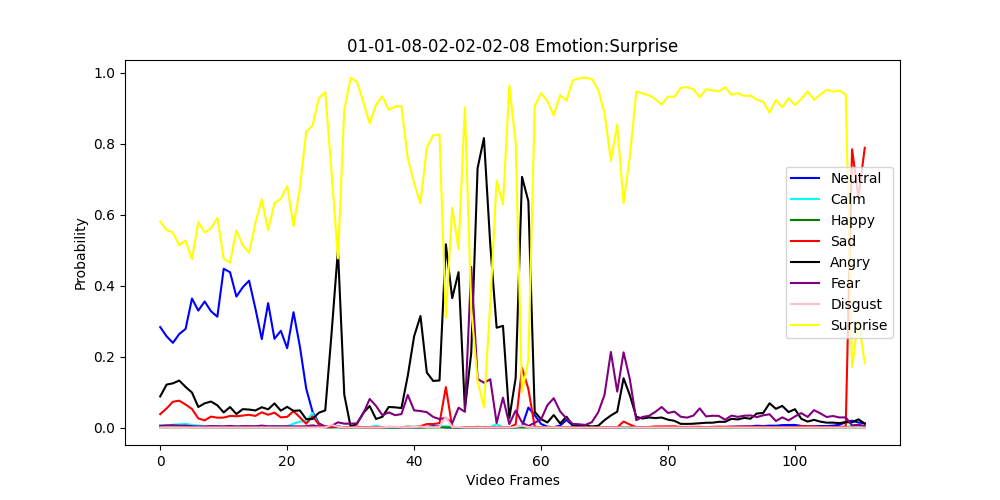 01-01-08-02-02-02-08 Emotion:Surprise
Probability
1.0
0.8
0.6
0.4
0.2
0.0
0
20
40
60
80
100
Video Frames
Neutral
Calm
Happy
Sad
Angry
Fear
Disgust
Surprise